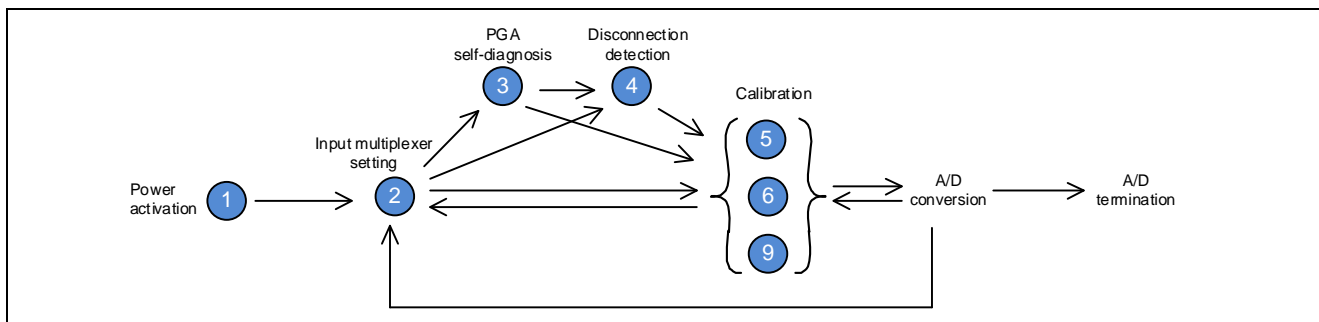 PGA
self-diagnosis
Disconnection
detection
3
4
Calibration
5
Input multiplexer
setting
Power
activation
1
2
6
A/D
conversion
A/D
termination
9